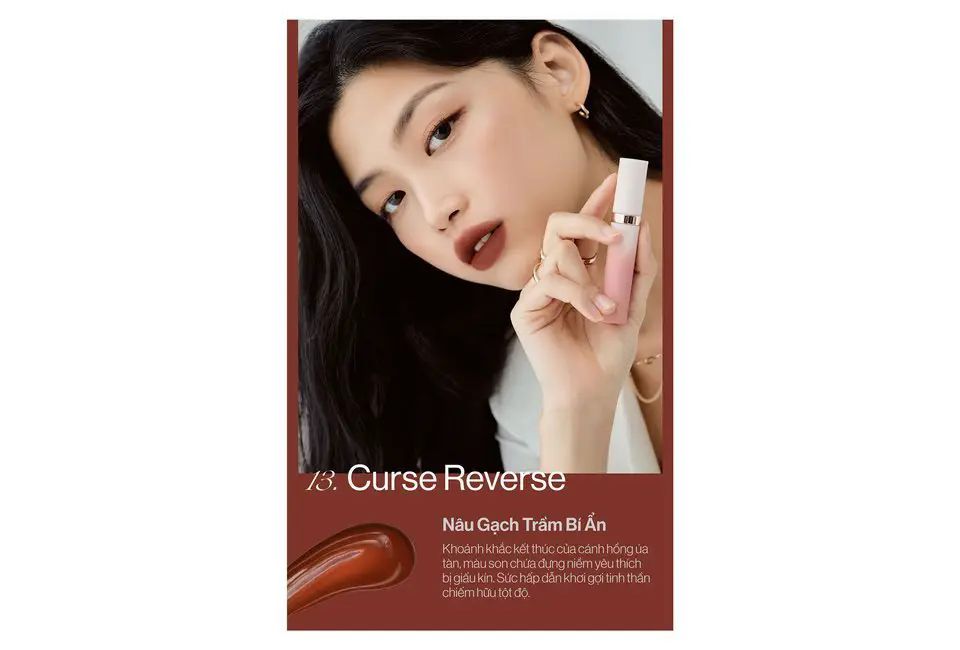 13. Curse Reverse
Nâu Gạch Trầm Bí Ẩn
Khoảnh khắc kết thúc của cánh hồng úa
tàn, màu son chứa đựng niềm yêu thích
bị giấu kín. Sức hấp dẫn khơi gợi tinh thần
chiếm hữu tột độ.